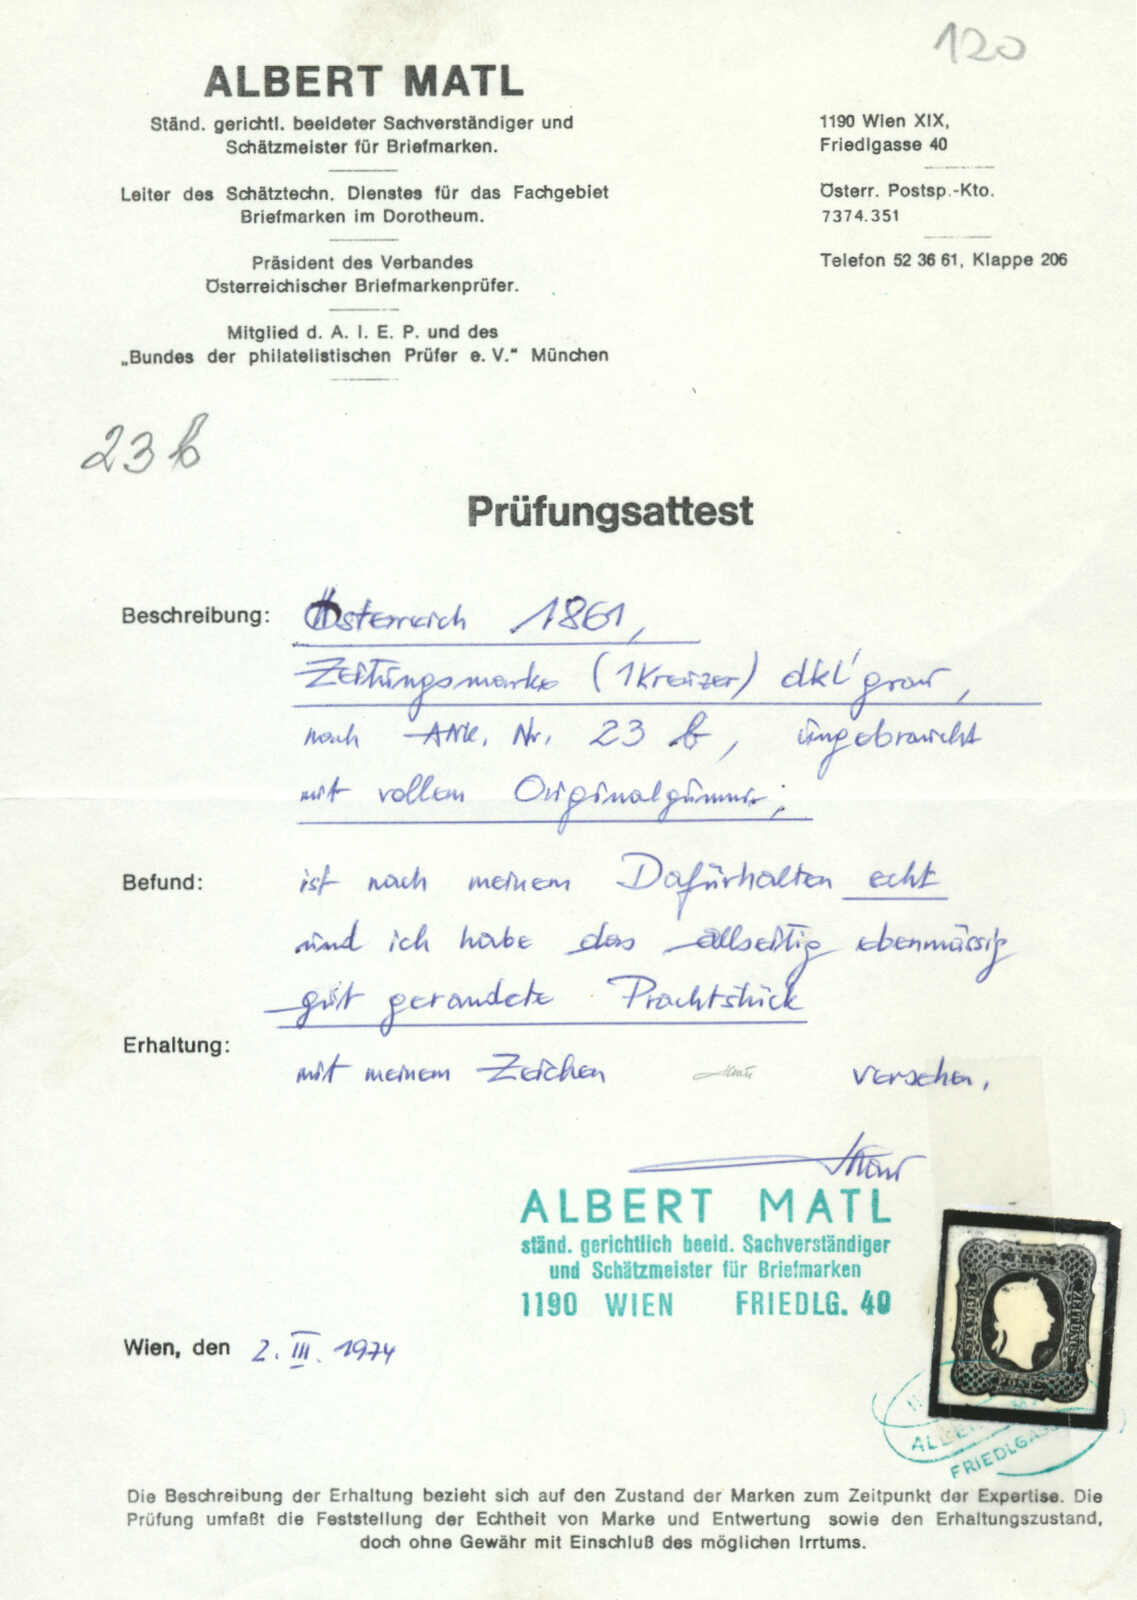 120
ALBERT MATL
Ständ. gerichtl. beeideter Sachverständiger und
Schätzmeister für Briefmarken.
Leiter des Schätztechn. Dienstes für das Fachgebiet
Briefmarken im Dorotheum.
Präsident des Verbandes
Österreichischer Briefmarkenprüfer.
Mitglied d. A. I. E. P. und des
„Bundes der philatelistischen Prüfer e. V.“ München
1190 Wien XIX,
Friedlgasse 40
Österr. Postsp.-Kto.
7374.351
Telefon 52 36 61, Klappe 206
23 b
Prüfungsattest
Beschreibung: Österreich 1861,
Zeitungsmarke (1 Kreuzer) dkl'grau,
nach ANK. Nr. 23 b, ungebraucht
mit vollem Originalgummi;
Befund: ist nach meinem Dafürhalten echt
und ich habe das allseitig ebenmässig
gut gerandete Prachtstück
Erhaltung: mit meinem Zeichen Matl versehen.
Matl
ALBERT MATL
ständ. gerichtlich beeid. Sachverständiger
und Schätzmeister für Briefmarken
1190 WIEN FRIEDLG. 40
Wien, den 2. III. 1974
K.K.
STÄMPEL
ZEITUNGS
POST
FRIEDLGASS
Die Beschreibung der Erhaltung bezieht sich auf den Zustand der Marken zum Zeitpunkt der Expertise. Die
Prüfung umfaßt die Feststellung der Echtheit von Marke und Entwertung sowie den Erhaltungszustand,
doch ohne Gewähr mit Einschluß des möglichen Irrtums.